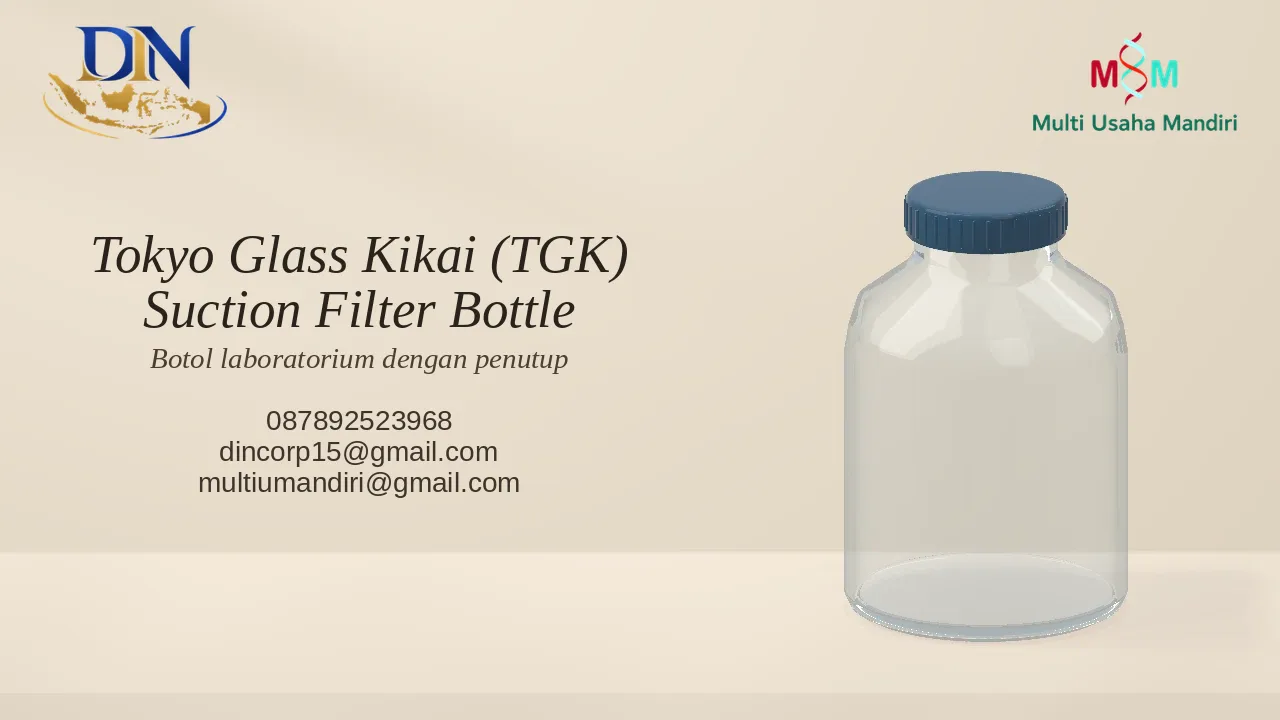 DIN
M M
Multi Usaha Mandiri
Tokyo Glass Kikai (TGK)
Suction Filter Bottle
Botol laboratorium dengan penutup
087892523968
dincorp15@gmail.com
multiumandiri@gmail.com